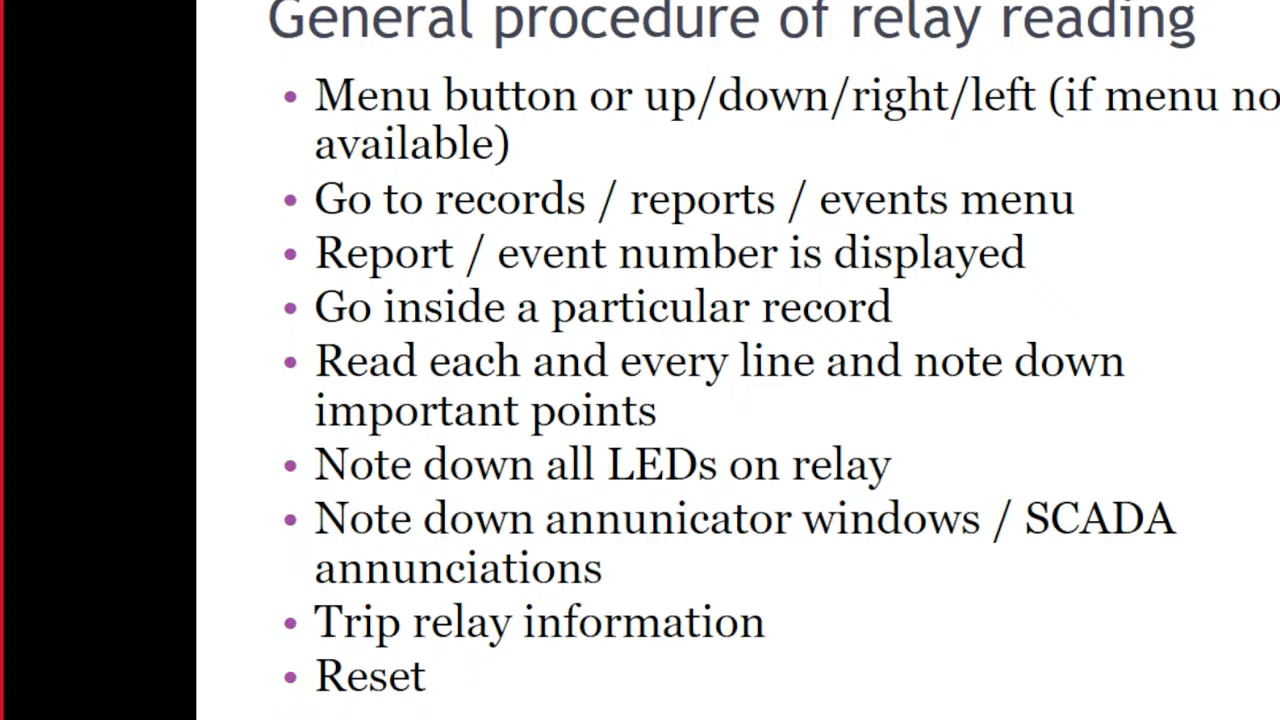 General procedure of relay reading
• Menu button or up/down/right/left (if menu no
available)
• Go to records / reports / events menu
• Report / event number is displayed
• Go inside a particular record
• Read each and every line and note down
important points
• Note down all LEDs on relay
• Note down annunicator windows / SCADA
annunciations
• Trip relay information
• Reset